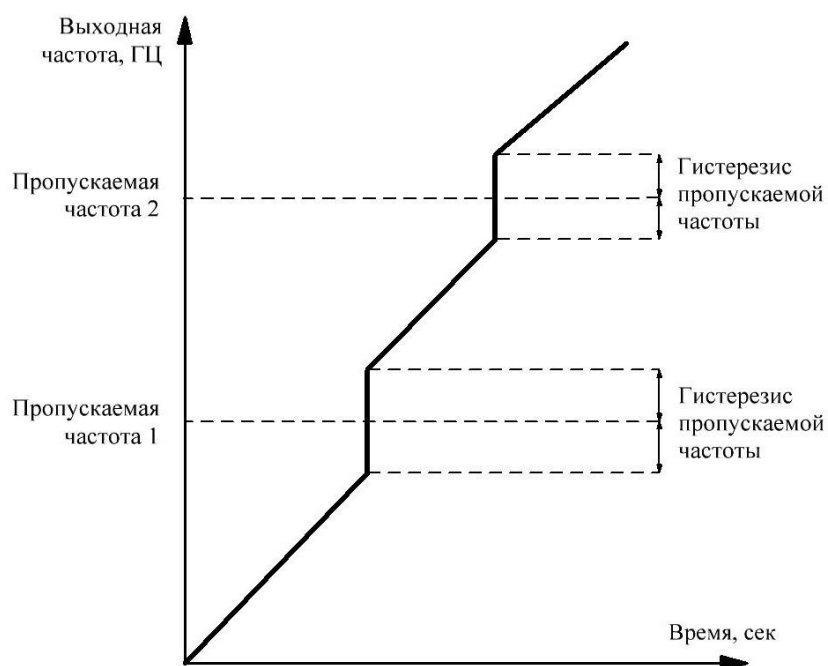 Выходная
частота, ГЦ
Пропускаемая
частота 2
Гистерезис
пропускаемой
частоты
Пропускаемая
частота 1
Гистерезис
пропускаемой
частоты
Время, сек